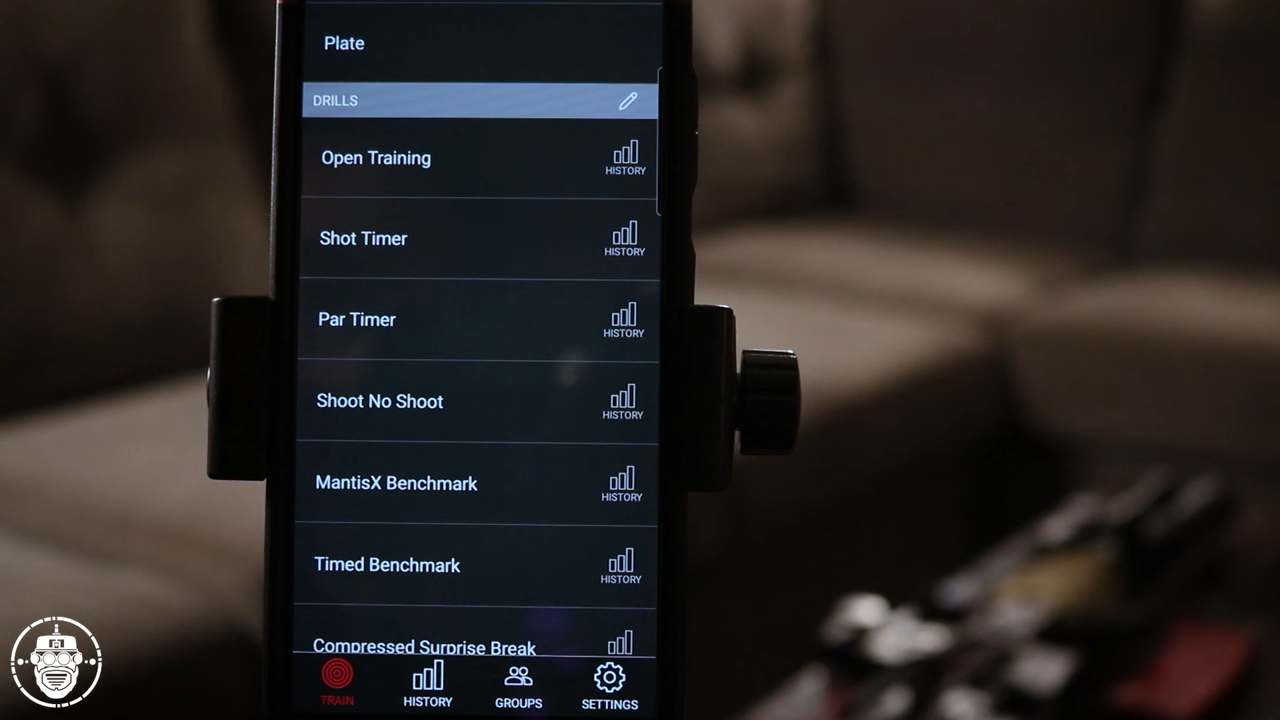 Plate
DRILLS
Open Training
HISTORY
Shot Timer
HISTORY
Par Timer
HISTORY
Shoot No Shoot
HISTORY
MantisX Benchmark
HISTORY
Timed Benchmark
HISTORY
Compressed Surprise Break
TRAIN
HISTORY
GROUPS
SETTINGS